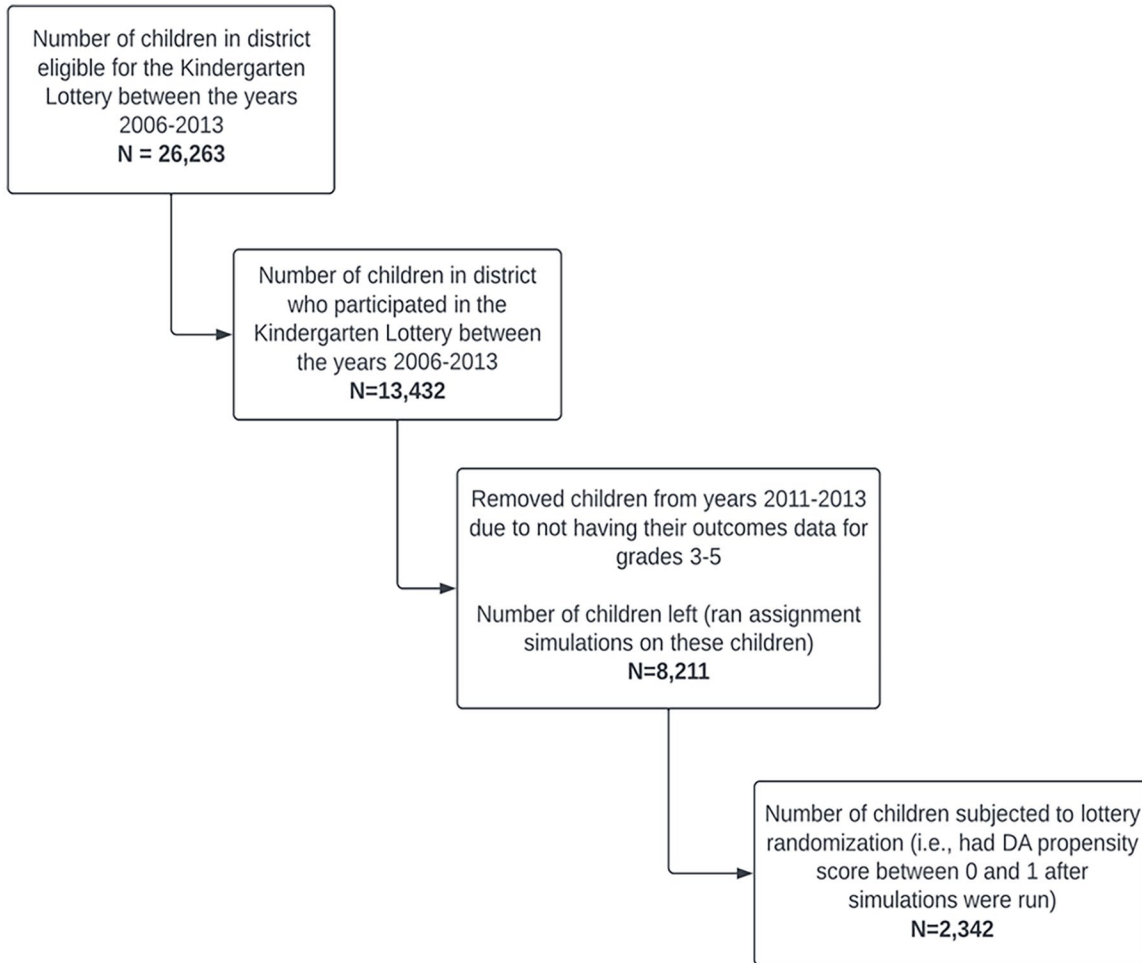 Number of children in district
eligible for the Kindergarten
Lottery between the years
2006-2013
N = 26,263
Number of children in district
who participated in the
Kindergarten Lottery between
the years 2006-2013
N=13,432
Removed children from years 2011-2013
due to not having their outcomes data for
grades 3-5
Number of children left (ran assignment
simulations on these children)
N=8,211
Number of children subjected to lottery
randomization (i.e., had DA propensity
score between 0 and 1 after
simulations were run)
N=2,342